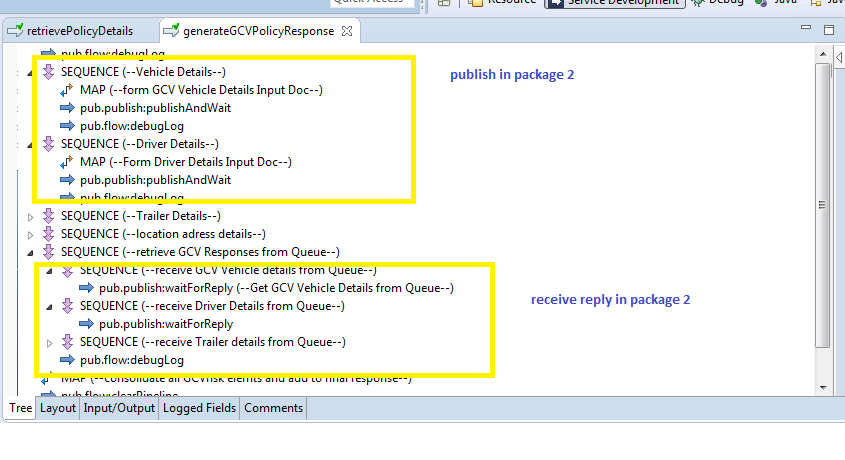 Quick Access Resource Service Development Debug Java
retrievePolicyDetails generateGCVPolicyResponse
pub.flow:debugLog
SEQUENCE (--Vehicle Details--)
publish in package 2
MAP (--form GCV Vehicle Details Input Doc--)
pub.publish:publishAndWait
pub.flow:debugLog
SEQUENCE (--Driver Details--)
MAP (--Form Driver Details Input Doc--)
pub.publish:publishAndWait
pub.flow:debugLog
SEQUENCE (--Trailer Details--)
SEQUENCE (--location adress details--)
SEQUENCE (--retrieve GCV Responses from Queue--)
SEQUENCE (--receive GCV Vehicle details from Queue--)
pub.publish:waitForReply (--Get GCV Vehicle Details from Queue--)
receive reply in package 2
SEQUENCE (--receive Driver Details from Queue--)
pub.publish:waitForReply
SEQUENCE (--receive Trailer details from Queue--)
pub.flow:debugLog
MAP (--consolidate all GCVrisk elemts and add to final response--)
pub.flow:clearPipeline
Tree Layout Input/Output Logged Fields Comments